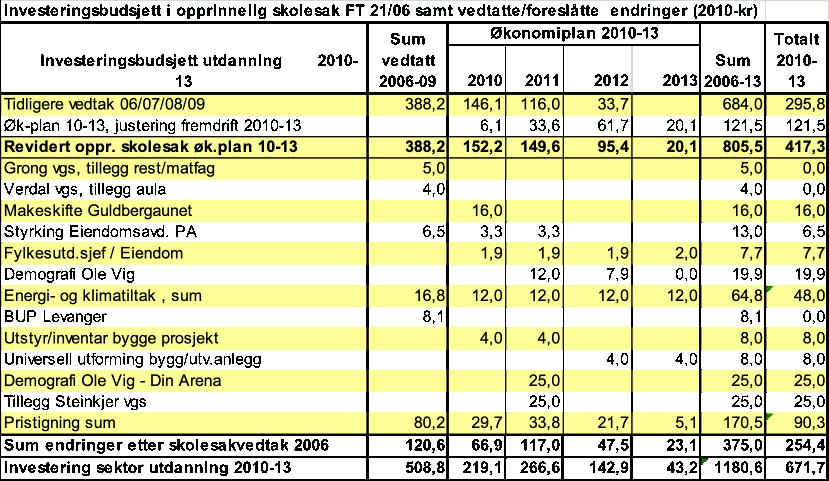 Investeringsbudsjett i opprinnelig skolesak FT 21/06 samt vedtatte/foreslåtte endringer (2010-kr)
Sum Økonomiplan 2010-13 Totalt
Investeringsbudsjett utdanning 2010- vedtatt Sum 2010-
13 2006-09 2010 2011 2012 2013 2006-13 13
Tidligere vedtak 06/07/08/09 388,2 146,1 116,0 33,7 684,0 295,8
Øk-plan 10-13, justering fremdrift 2010-13 6,1 33,6 61,7 20,1 121,5 121,5
Revidert oppr. skolesak øk.plan 10-13 388,2 152,2 149,6 95,4 20,1 805,5 417,3
Grong vgs, tillegg rest/matfag 5,0 5,0 0,0
Verdal vgs, tillegg aula 4,0 4,0 0,0
Makeskifte Guldbergaunet 16,0 16,0 16,0
Styrking Eiendomsavd. PA 6,5 3,3 3,3 13,0 6,5
Fylkesutd.sjef / Eiendom 1,9 1,9 1,9 2,0 7,7 7,7
Demografi Ole Vig 12,0 7,9 0,0 19,9 19,9
Energi- og klimatiltak , sum 16,8 12,0 12,0 12,0 12,0 64,8 48,0
BUP Levanger 8,1 8,1 0,0
Utstyr/inventar bygge prosjekt 4,0 4,0 8,0 8,0
Universell utforming bygg/utv.anlegg 4,0 4,0 8,0 8,0
Demografi Ole Vig - Din Arena 25,0 25,0 25,0
Tillegg Steinkjer vgs 25,0 25,0 25,0
Pristigning sum 80,2 29,7 33,8 21,7 5,1 170,5 90,3
Sum endringer etter skolesakvedtak 2006 120,6 66,9 117,0 47,5 23,1 375,0 254,4
Investering sektor utdanning 2010-13 508,8 219,1 266,6 142,9 43,2 1180,6 671,7